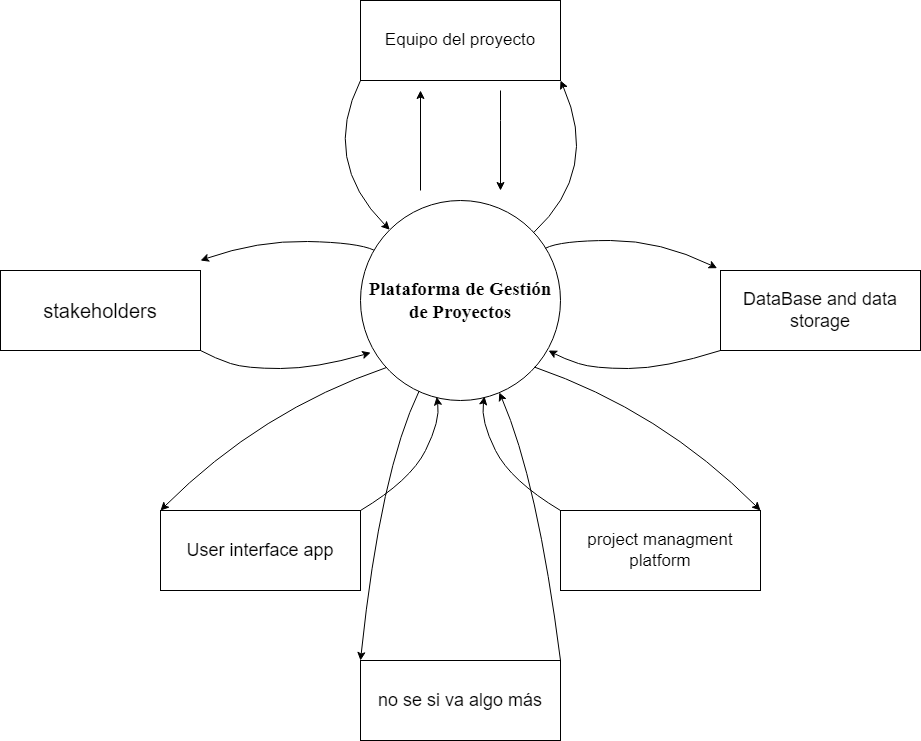 Equipo del proyecto
Plataforma de Gestión
de Proyectos
stakeholders
DataBase and data
storage
User interface app
project managment
platform
no se si va algo más